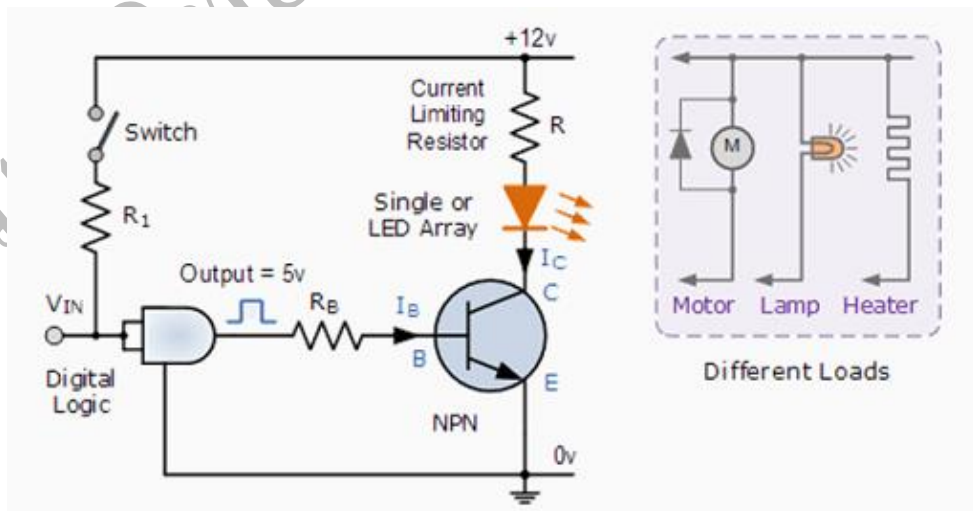 +12v
Current
Limiting
Resistor
R
Switch
R1
Single or
LED Array
IC
C
Output = 5v
VIN
RB
IB
B
E
Digital
Logic
NPN
0v
M
Motor Lamp Heater
Different Loads